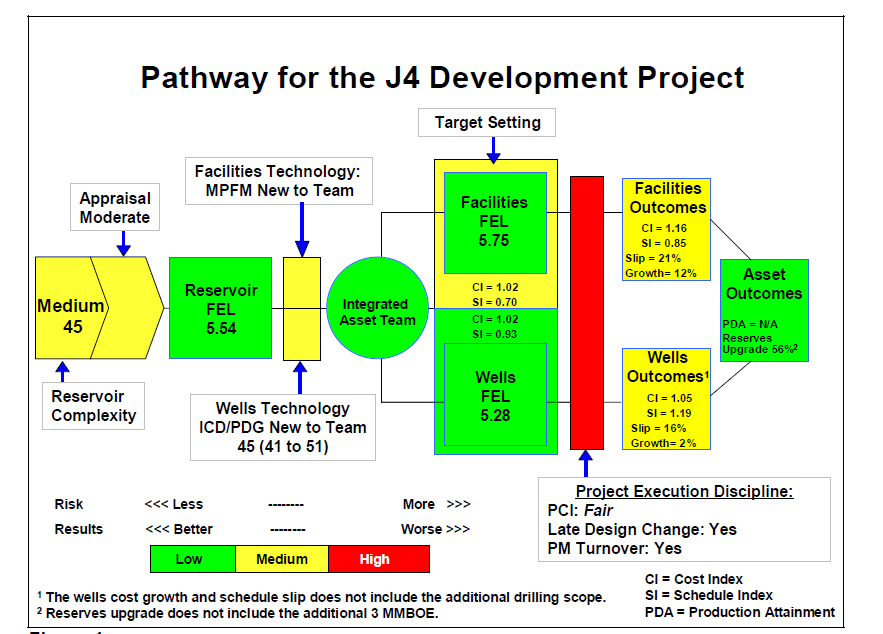 Pathway for the J4 Development Project
Target Setting
Facilities Technology:
MPFM New to Team
Appraisal
Moderate
Medium
45
Reservoir
Complexity
Reservoir
FEL
5.54
Wells Technology
ICD/PDG New to Team
45 (41 to 51)
Integrated
Asset Team
Facilities
FEL
5.75
CI = 1.02
SI = 0.70
CI = 1.02
SI = 0.93
Wells
FEL
5.28
Facilities
Outcomes
CI = 1.16
SI = 0.85
Slip = 21%
Growth= 12%
Wells
Outcomes1
CI = 1.05
SI = 1.19
Slip = 16%
Growth= 2%
Asset
Outcomes
PDA = N/A
Reserves
Upgrade 56%2
Project Execution Discipline:
PCI: Fair
Late Design Change: Yes
PM Turnover: Yes
Risk <<< Less -------- More >>>
Results <<< Better -------- Worse >>>
Low Medium High
CI = Cost Index
SI = Schedule Index
PDA = Production Attainment
1 The wells cost growth and schedule slip does not include the additional drilling scope.
2 Reserves upgrade does not include the additional 3 MMBOE.